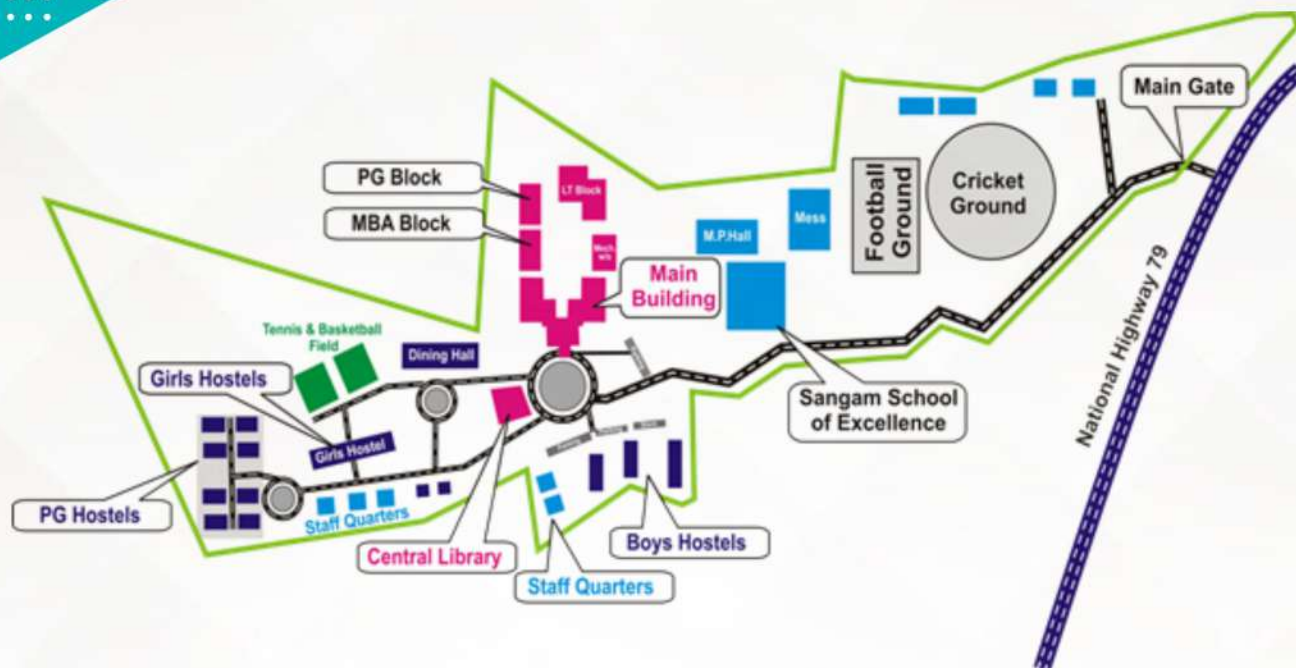 Main Gate
PG Block
LT Block
MBA Block
Mess
M.P.Hall
Football
Ground
Cricket
Ground
Mech.
Main
Building
National Highway 79
Tennis & Basketball
Field
Dining Hall
Girls Hostels
Sangam School
of Excellence
Girls Hostel
PG Hostels
Staff Quarters
Central Library
Boys Hostels
Staff Quarters